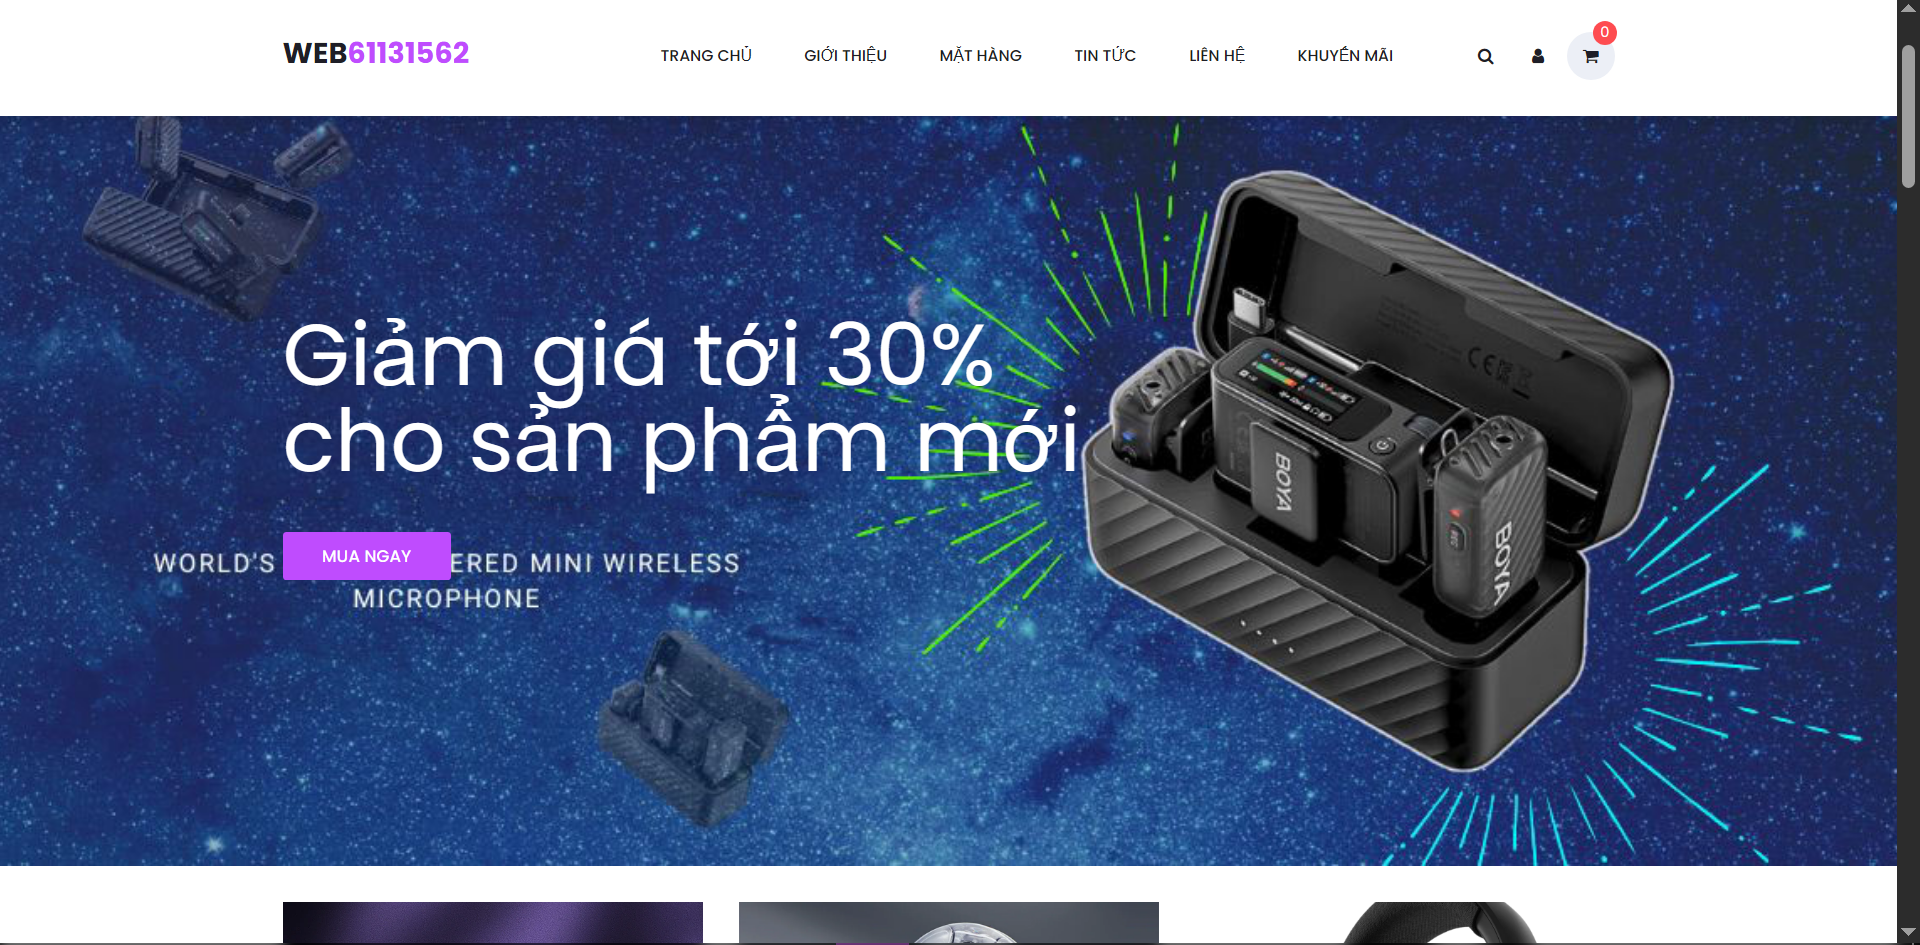 WEB61131562
TRANG CHỦ
GIỚI THIỆU
MẶT HÀNG
TIN TỨC
LIÊN HỆ
KHUYẾN MÃI
0
Giảm giá tới 30%
cho sản phẩm mới
MUA NGAY
WORLD'S ERED MINI WIRELESS
MICROPHONE
BOYA
BOYA
REC